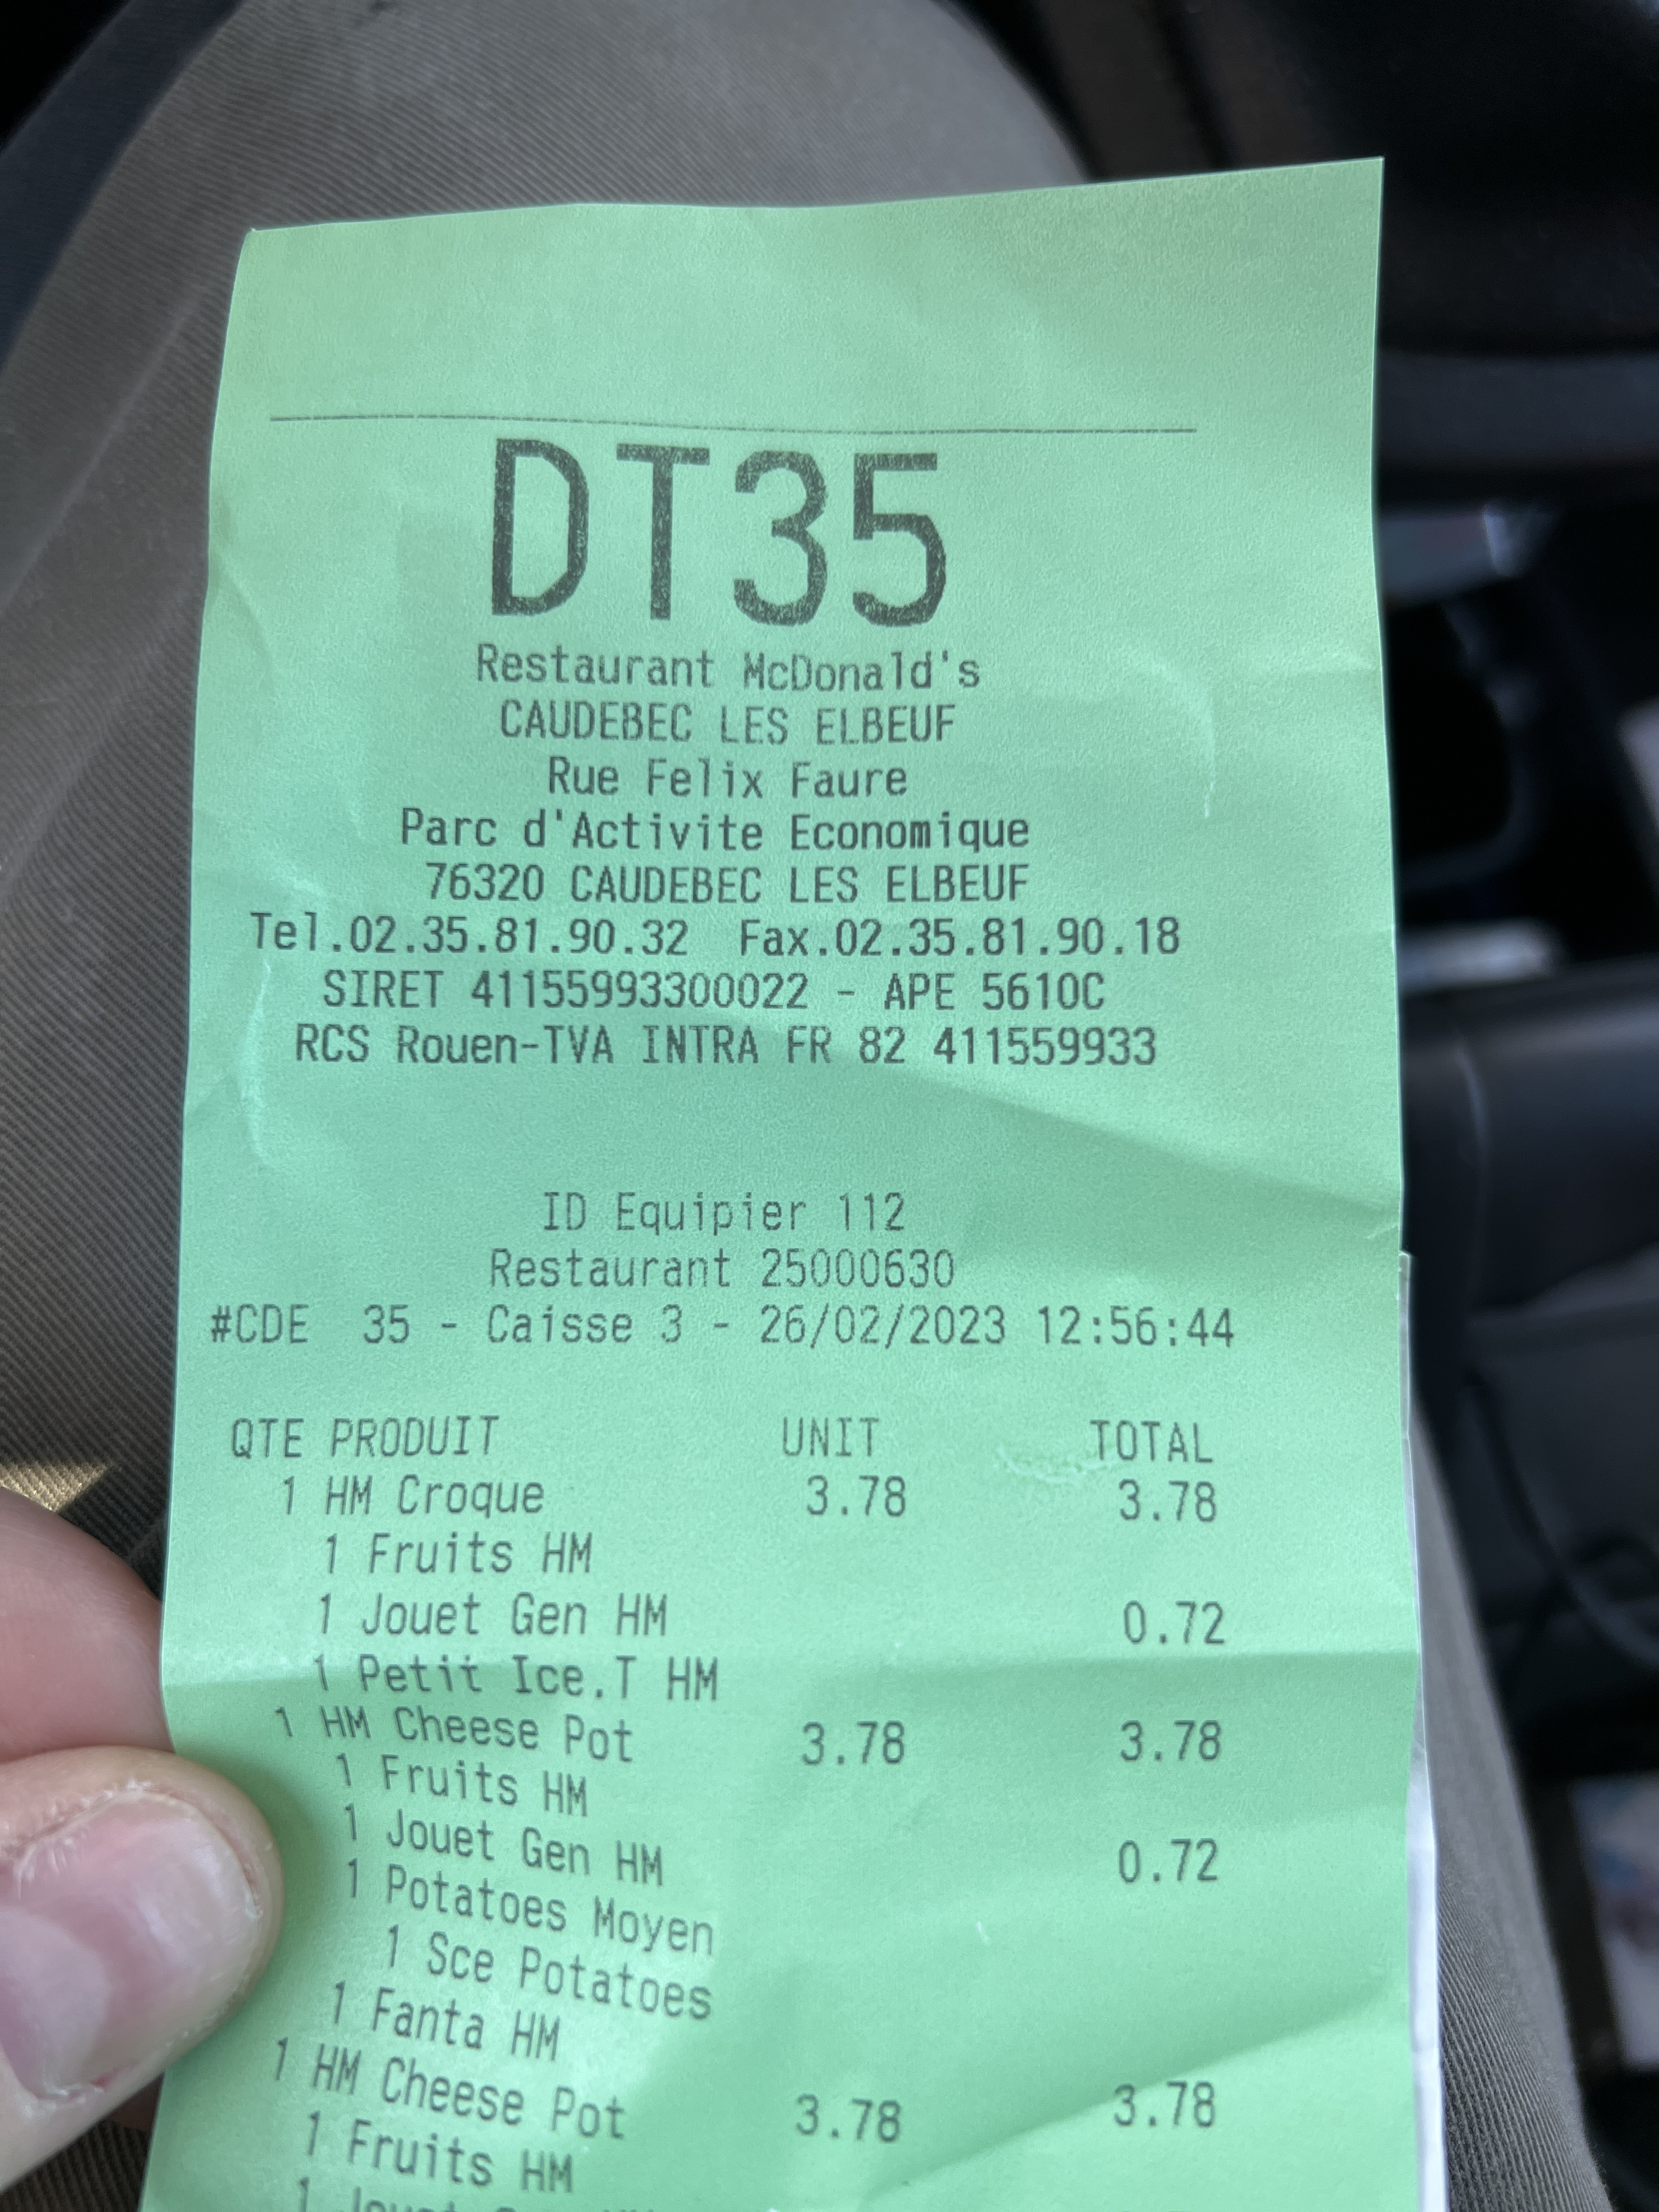 DT35
Restaurant McDonald's
CAUDEBEC LES ELBEUF
Rue Felix Faure
Parc d'Activite Economique
76320 CAUDEBEC LES ELBEUF
Tel.02.35.81.90.32 Fax.02.35.81.90.18
SIRET 41155993300022 - APE 5610C
RCS Rouen-TVA INTRA FR 82 411559933
ID Equipier 112
Restaurant 25000630
#CDE 35 - Caisse 3 - 26/02/2023 12:56:44
QTE PRODUIT UNIT TOTAL
1 HM Croque 3.78 3.78
1 Fruits HM
1 Jouet Gen HM 0.72
1 Petit Ice.T HM
1 HM Cheese Pot 3.78 3.78
1 Fruits HM
1 Jouet Gen HM 0.72
1 Potatoes Moyen
1 Sce Potatoes
1 Fanta HM
1 HM Cheese Pot 3.78 3.78
1 Fruits HM